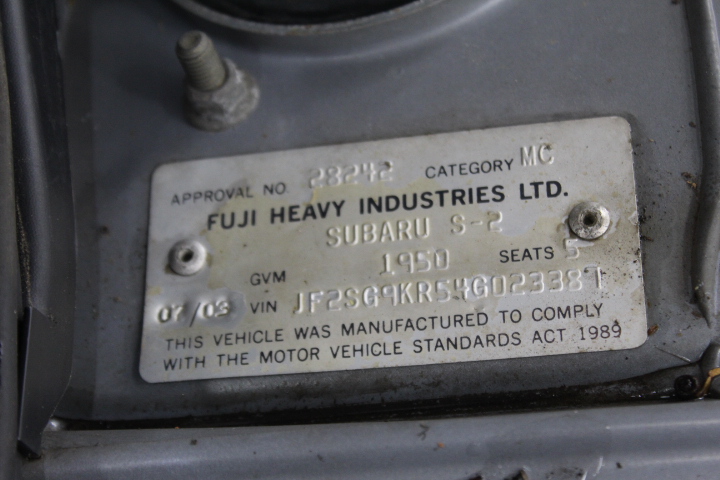 APPROVAL NO. 28242 CATEGORY MC
FUJI HEAVY INDUSTRIES LTD.
SUBARU S-2
GVM 1950 SEATS 5
07/03 VIN JF2SG9KR54G023387
THIS VEHICLE WAS MANUFACTURED TO COMPLY
WITH THE MOTOR VEHICLE STANDARDS ACT 1989